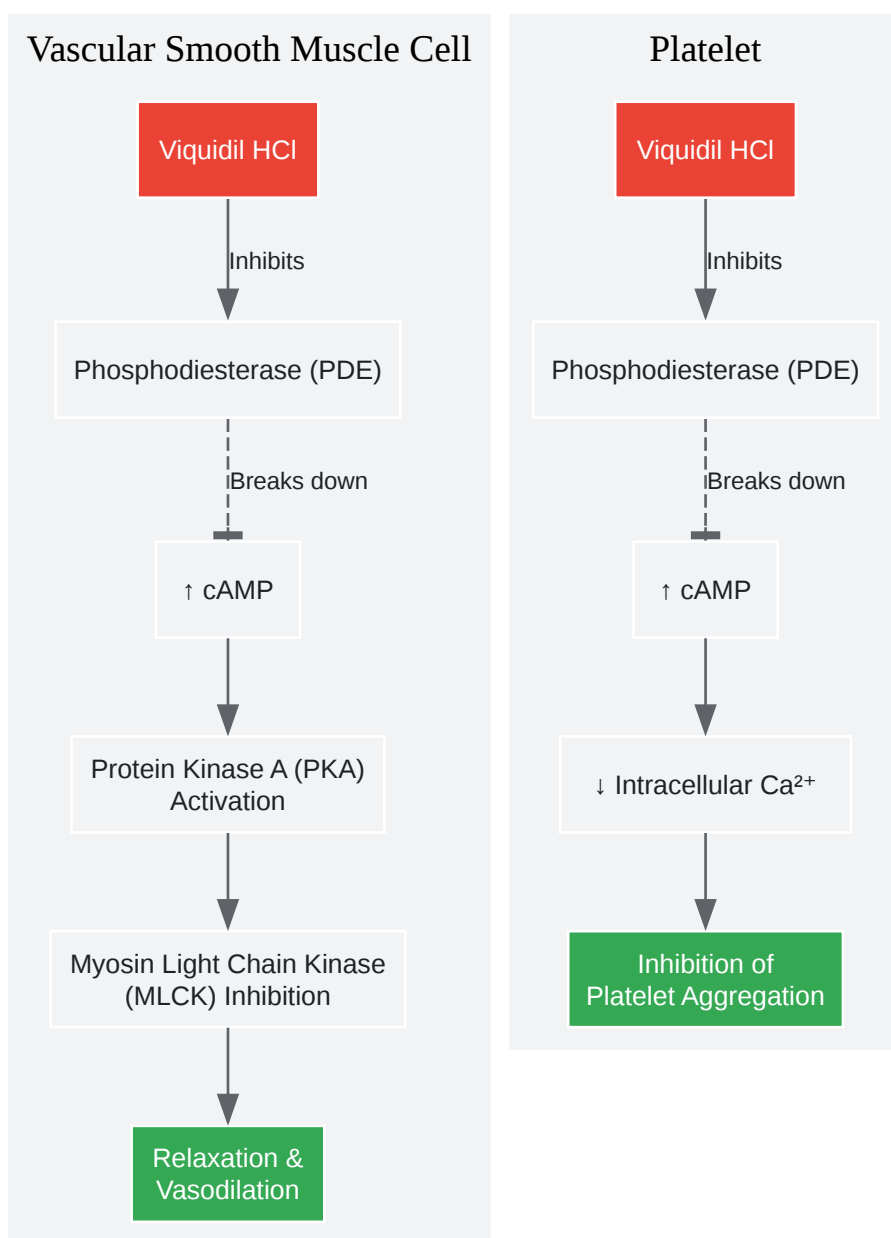 Vascular Smooth Muscle Cell
Viquidil HCl
Inhibits
Phosphodiesterase (PDE)
Breaks down
↑ cAMP
Protein Kinase A (PKA)
Activation
Myosin Light Chain Kinase
(MLCK) Inhibition
Relaxation &
Vasodilation
Platelet
Viquidil HCl
Inhibits
Phosphodiesterase (PDE)
Breaks down
↑ cAMP
↓ Intracellular Ca²⁺
Inhibition of
Platelet Aggregation